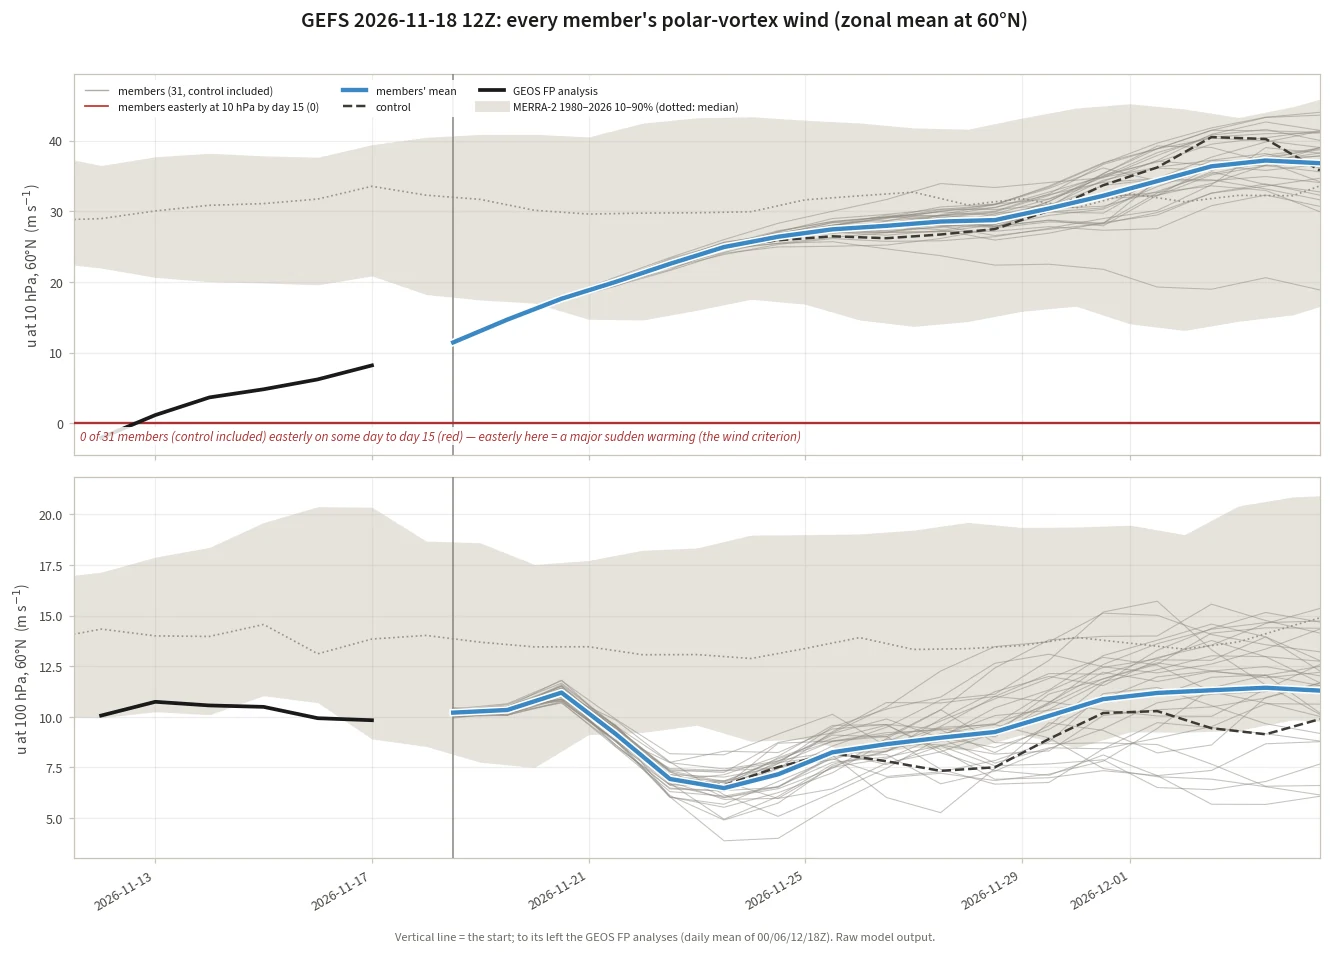 GEFS 2026-11-18 12Z: every member's polar-vortex wind (zonal mean at 60°N)
members (31, control included)
members easterly at 10 hPa by day 15 (0)
members' mean
control
GEOS FP analysis
MERRA-2 1980–2026 10–90% (dotted: median)
u at 10 hPa, 60°N (m s⁻¹)
40
30
20
10
0
0 of 31 members (control included) easterly on some day to day 15 (red) — easterly here = a major sudden warming (the wind criterion)
u at 100 hPa, 60°N (m s⁻¹)
20.0
17.5
15.0
12.5
10.0
7.5
5.0
2026-11-13
2026-11-17
2026-11-21
2026-11-25
2026-11-29
2026-12-01
Vertical line = the start; to its left the GEOS FP analyses (daily mean of 00/06/12/18Z). Raw model output.